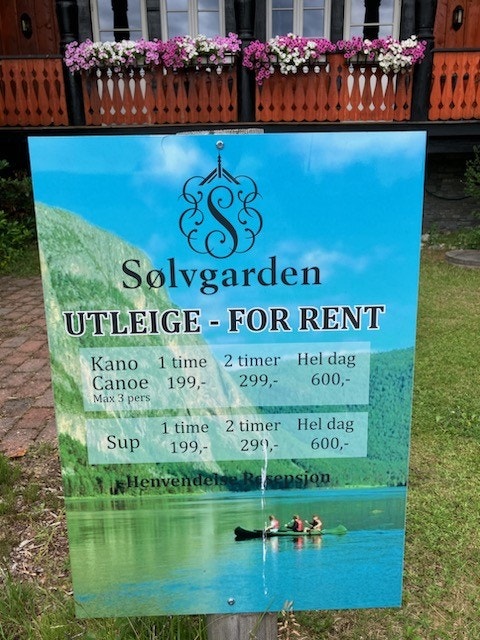 S
Sølvgarden
UTLEIGE - FOR RENT
Kano 1 time 2 timer Hel dag
Canoe 199,- 299,- 600,-
Max 3 pers
1 time 2 timer Hel dag
Sup 199,- 299,- 600,-
Henvendelse Resepsjon